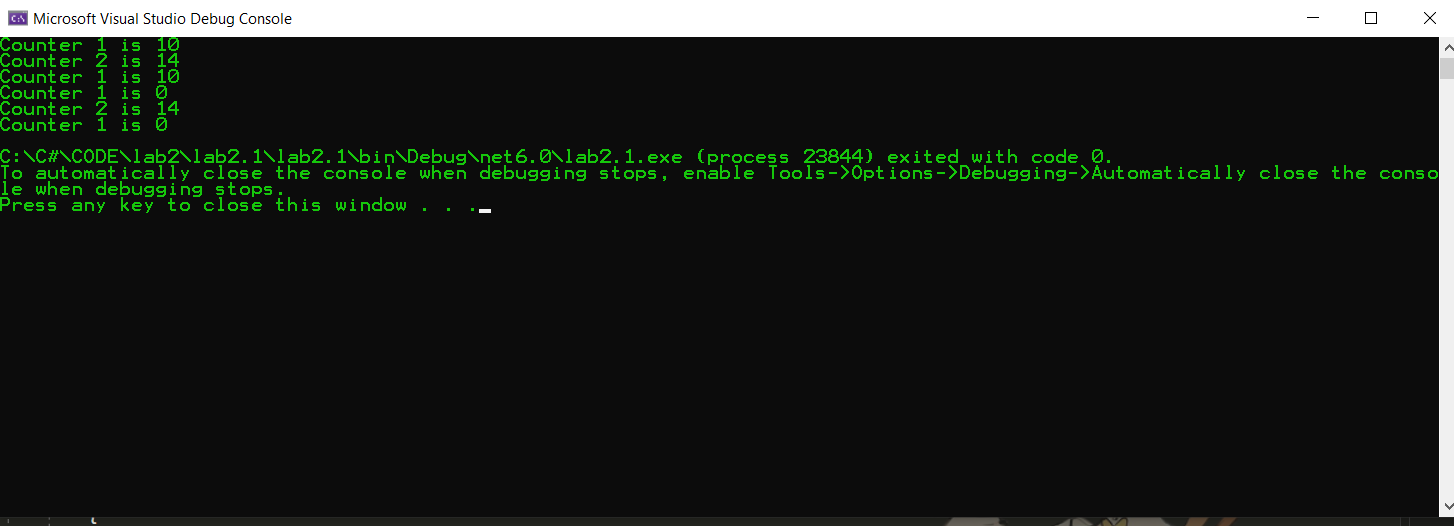 Microsoft Visual Studio Debug Console
Counter 1 is 10
Counter 2 is 14
Counter 1 is 10
Counter 1 is 0
Counter 2 is 14
Counter 1 is 0
C:\C#\CODE\lab2\lab2.1\lab2.1\bin\Debug\net6.0\lab2.1.exe (process 23844) exited with code 0.
To automatically close the console when debugging stops, enable Tools->Options->Debugging->Automatically close the conso
le when debugging stops.
Press any key to close this window . . .